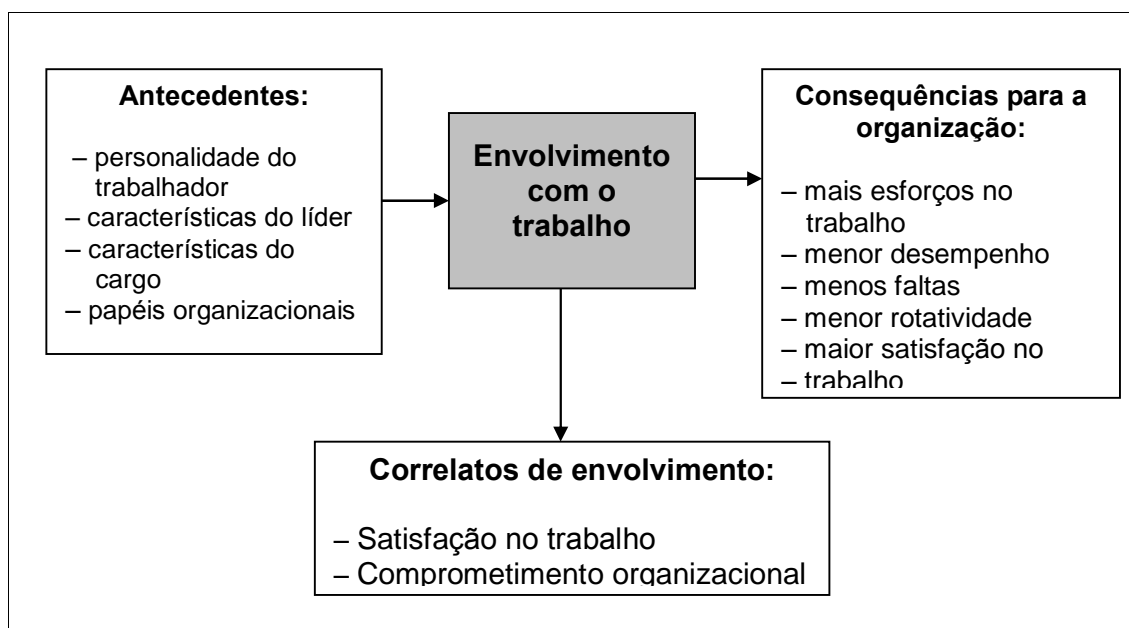 Antecedentes:
– personalidade do
trabalhador
– características do líder
– características do
cargo
– papéis organizacionais
Envolvimento
com o
trabalho
Consequências para a
organização:
– mais esforços no
trabalho
– menor desempenho
– menos faltas
– menor rotatividade
– maior satisfação no
– trabalho
Correlatos de envolvimento:
– Satisfação no trabalho
– Comprometimento organizacional